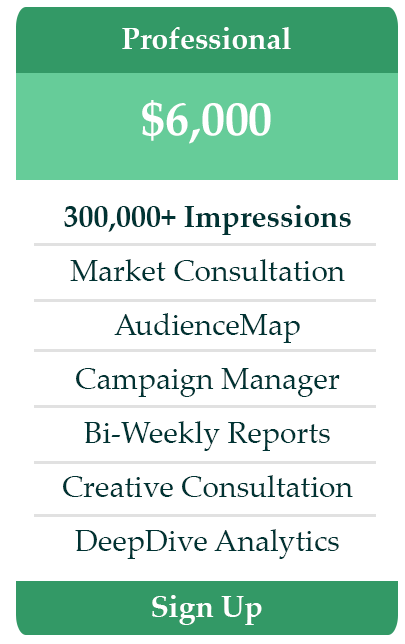 Professional
$6,000
300,000+ Impressions
Market Consultation
AudienceMap
Campaign Manager
Bi-Weekly Reports
Creative Consultation
DeepDive Analytics
Sign Up